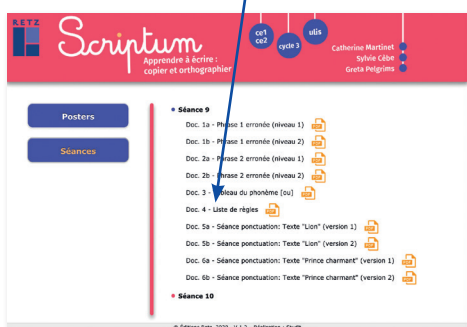 RETZ
Scriptum
Apprendre à écrire :
copier et orthographier
ce1
ce2
cycle 3
ulis
Catherine Martinet
Sylvie Cèbe
Greta Pelgrims
Posters
Séances
Séance 9
Doc. 1a - Phrase 1 erronée (niveau 1)
Doc. 1b - Phrase 1 erronée (niveau 2)
Doc. 2a - Phrase 2 erronée (niveau 1)
Doc. 2b - Phrase 2 erronée (niveau 2)
Doc. 3 - Tableau du phonème [ou]
Doc. 4 - Liste de règles
Doc. 5a - Séance ponctuation: Texte "Lion" (version 1)
Doc. 5b - Séance ponctuation: Texte "Lion" (version 2)
Doc. 6a - Séance ponctuation: Texte "Prince charmant" (version 1)
Doc. 6b - Séance ponctuation: Texte "Prince charmant" (version 2)
Séance 10